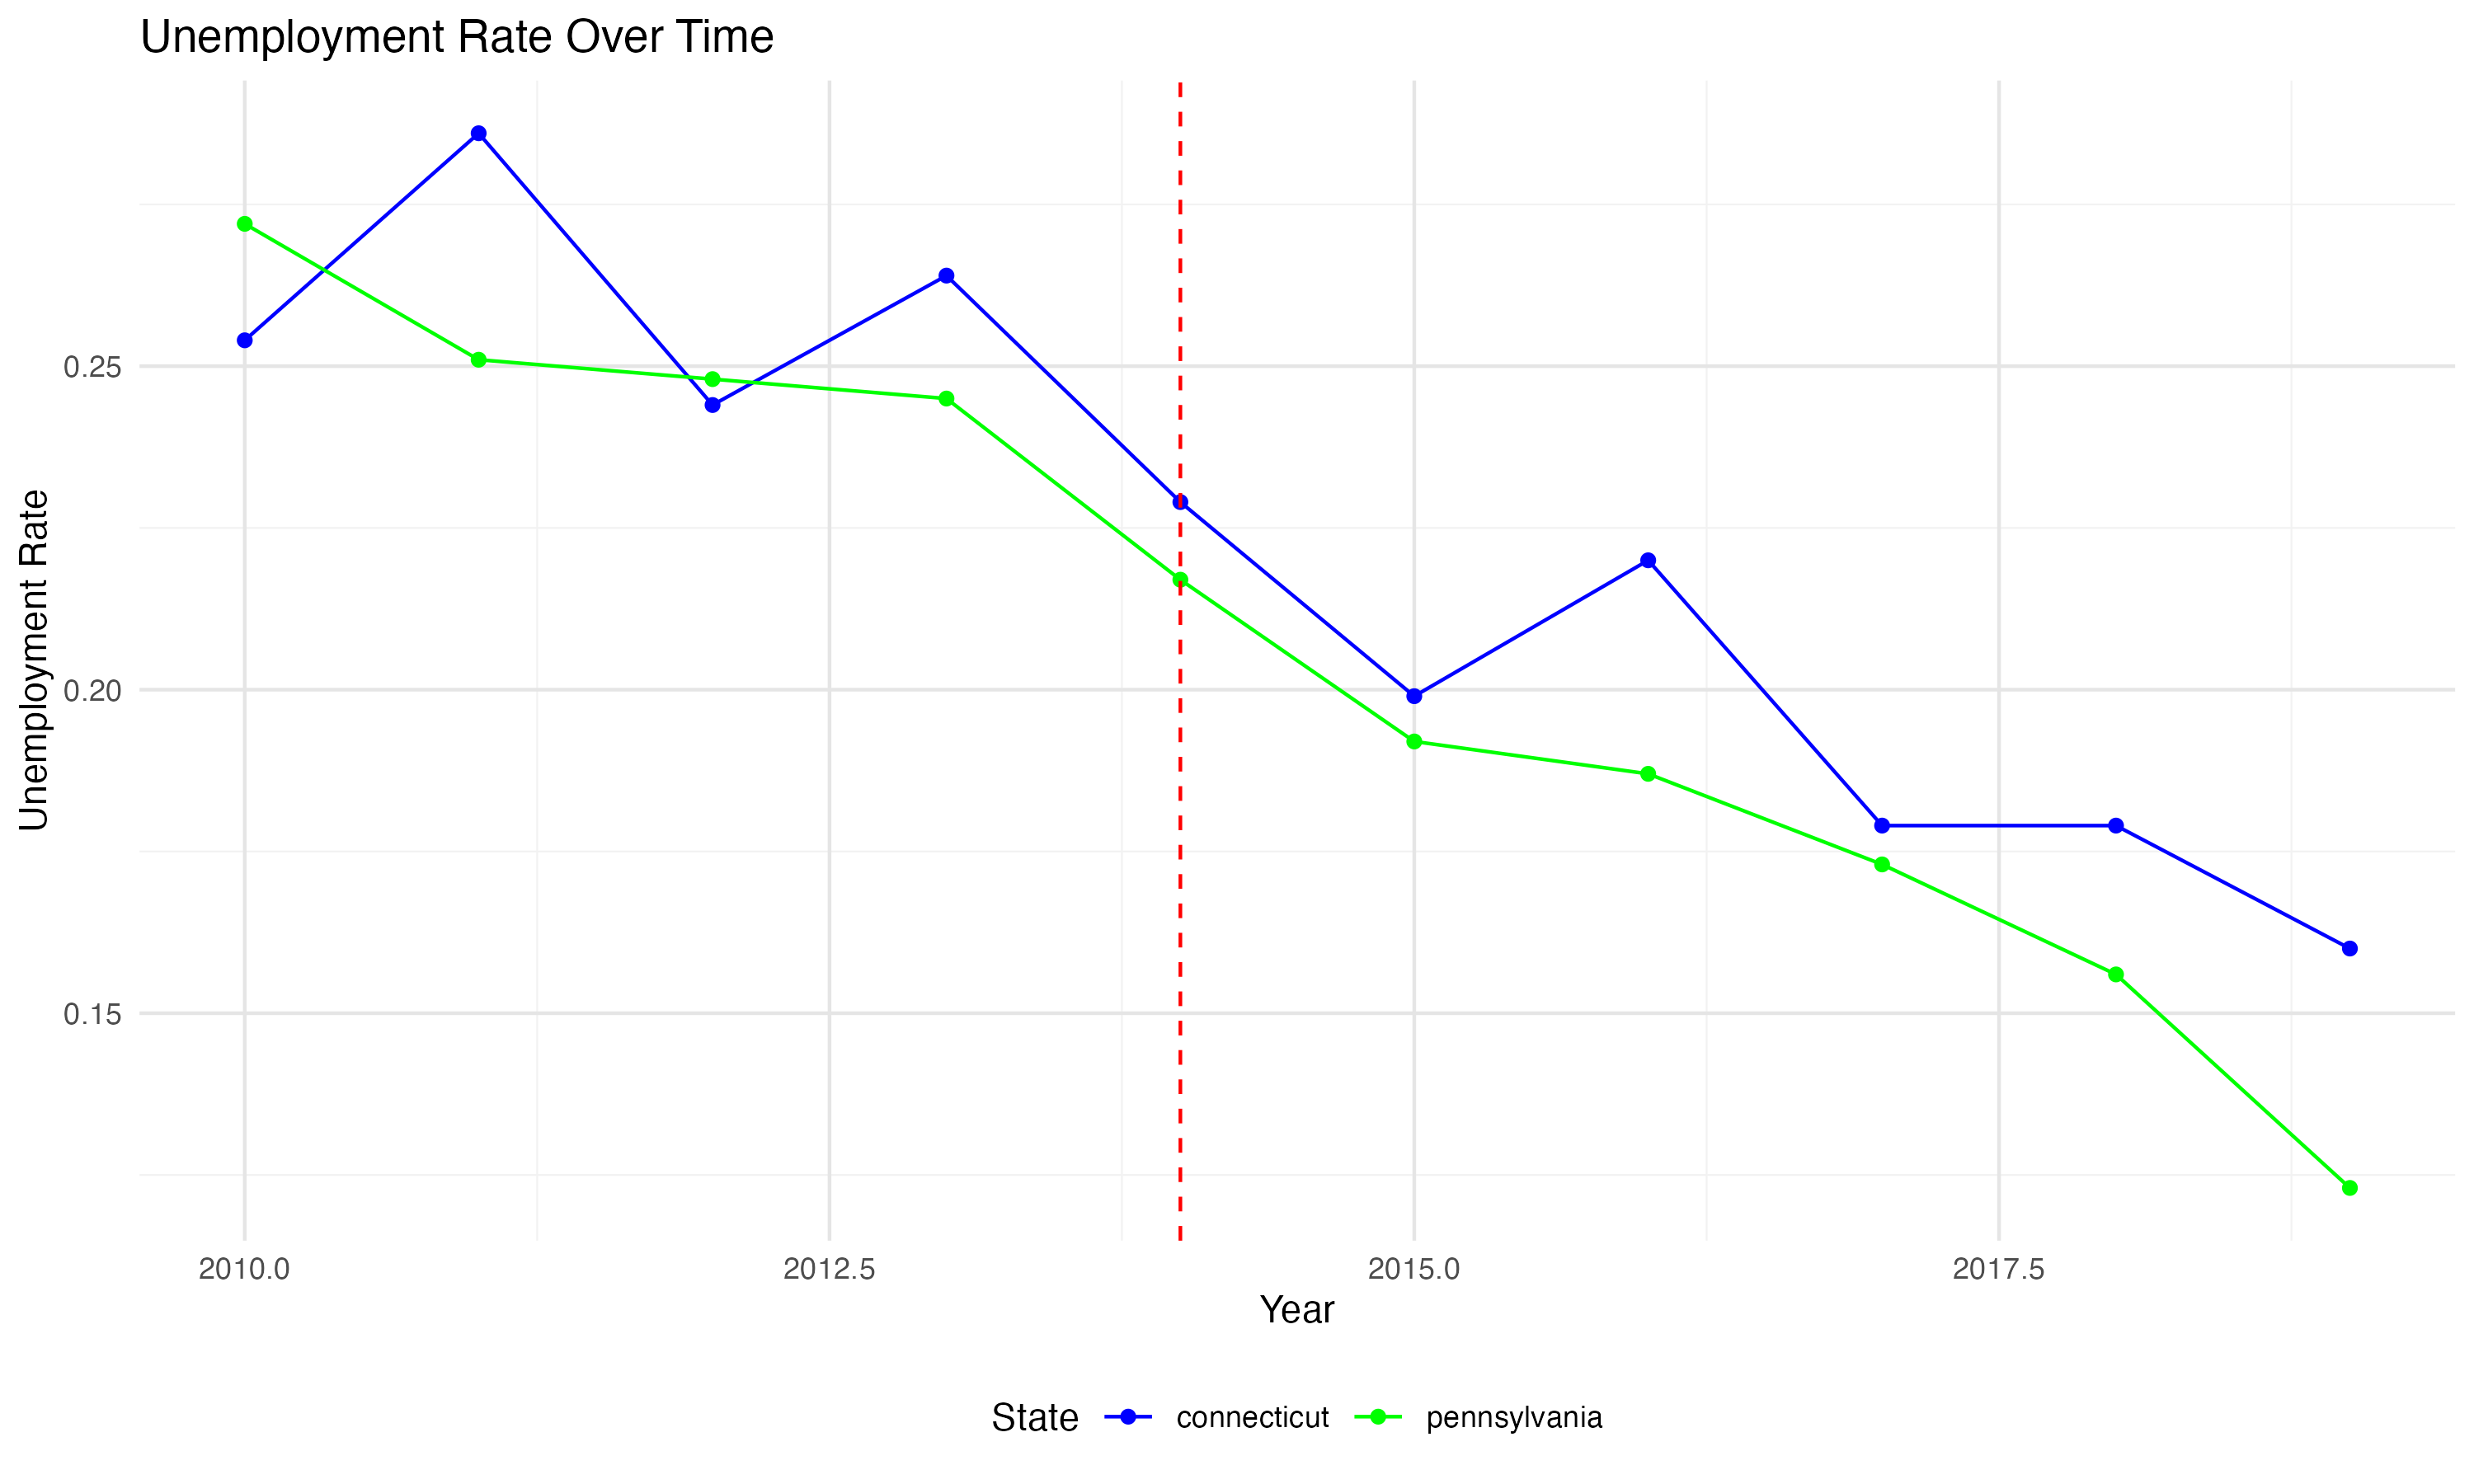 Unemployment Rate Over Time
Unemployment Rate
0.25
0.20
0.15
2010.0 2012.5 2015.0 2017.5
Year
State connecticut pennsylvania